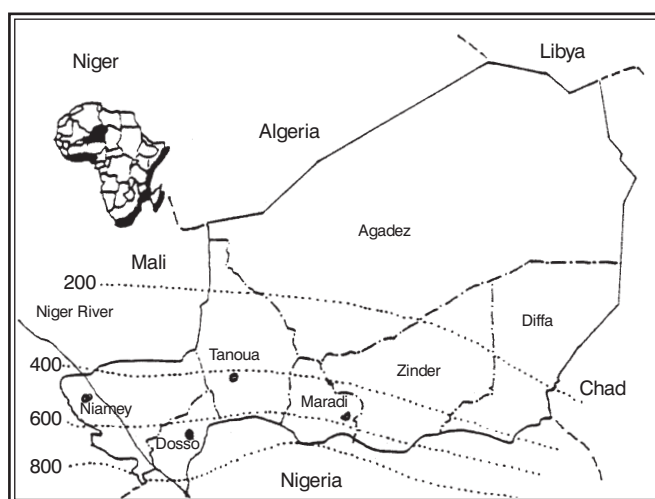 Niger
Libya
Algeria
Agadez
Mali
200
Niger River
Diffa
Tanoua
400
Zinder
Chad
Maradi
Niamey
600
Dosso
800
Nigeria